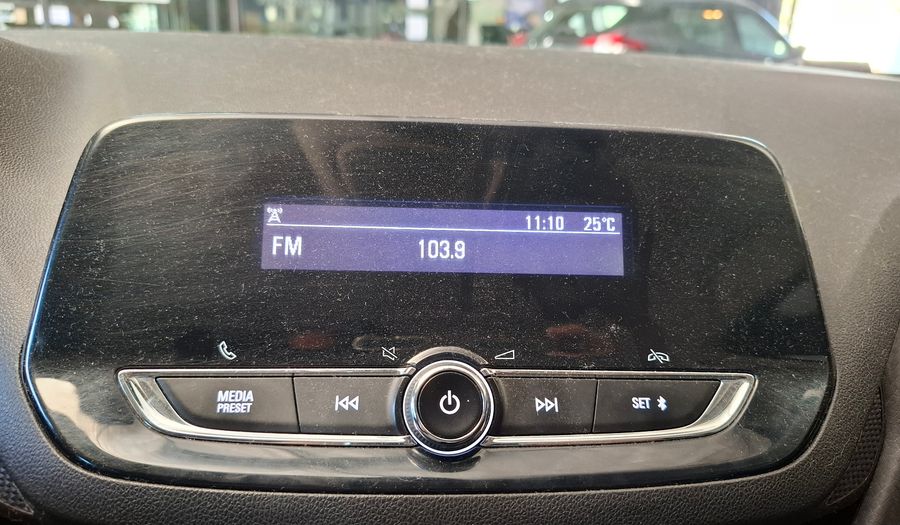 11:10 25°C
FM 103.9
MEDIA
PRESET
SET